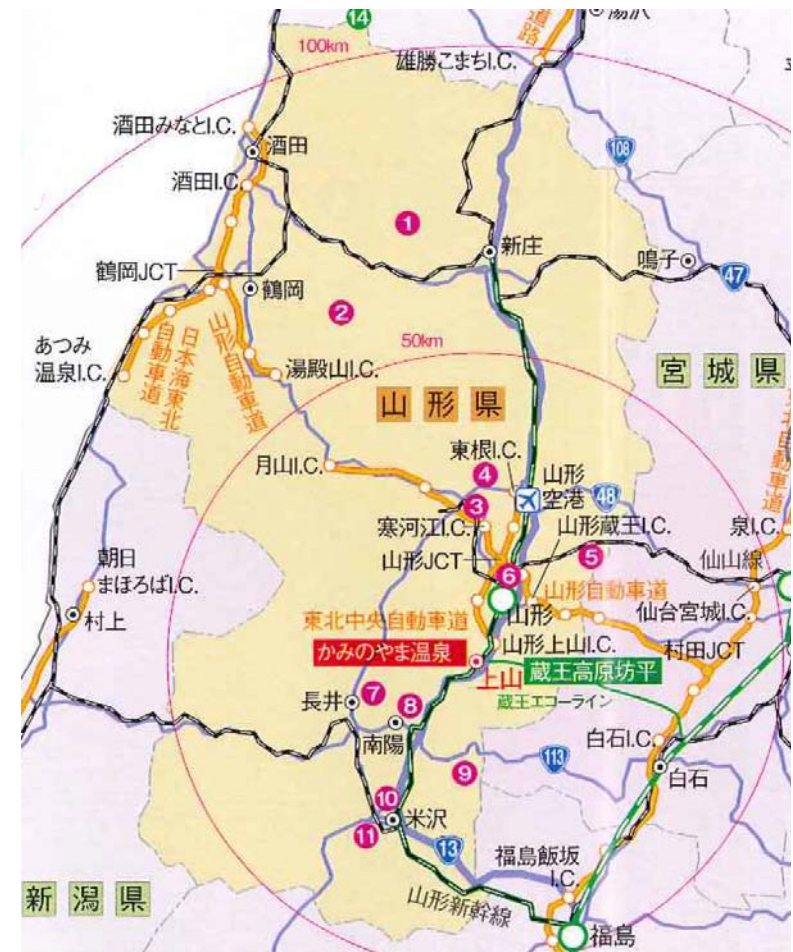 14
湯沢
道路
100km
雄勝こまちI.C.
酒田みなとI.C.
酒田
108
酒田I.C.
1
新庄
鳴子
47
鶴岡JCT
鶴岡
2
あつみ
温泉I.C.
日本海東北
自動車道
山形自動車道
湯殿山I.C.
50km
宮城県
山形県
東根I.C.
月山I.C.
4
山形
空港
48
自動車道
3
寒河江I.C.
山形蔵王I.C.
泉I.C.
山形JCT
5
仙山線
朝日
まほろばI.C.
6
山形自動車道
仙台宮城I.C.
村上
東北中央自動車道
山形
山形上山I.C.
村田JCT
かみのやま温泉
上山
蔵王高原坊平
蔵王エコーライン
長井
7
8
南陽
白石I.C.
9
113
白石
10
米沢
11
13
福島飯坂
I.C.
新潟県
山形新幹線
福島